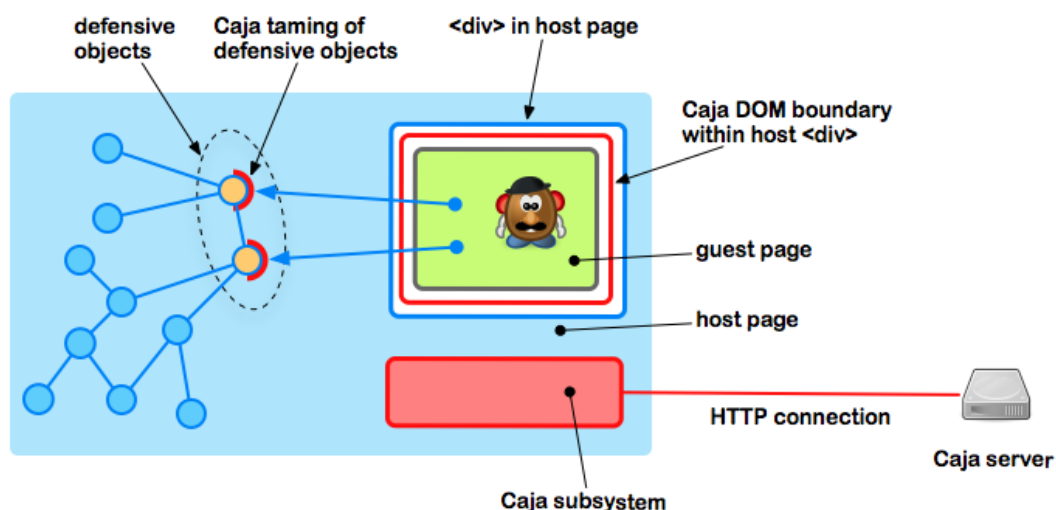 defensive
objects
Caja taming of
defensive objects
<div> in host page
Caja DOM boundary
within host <div>
guest page
host page
HTTP connection
Caja server
Caja subsystem